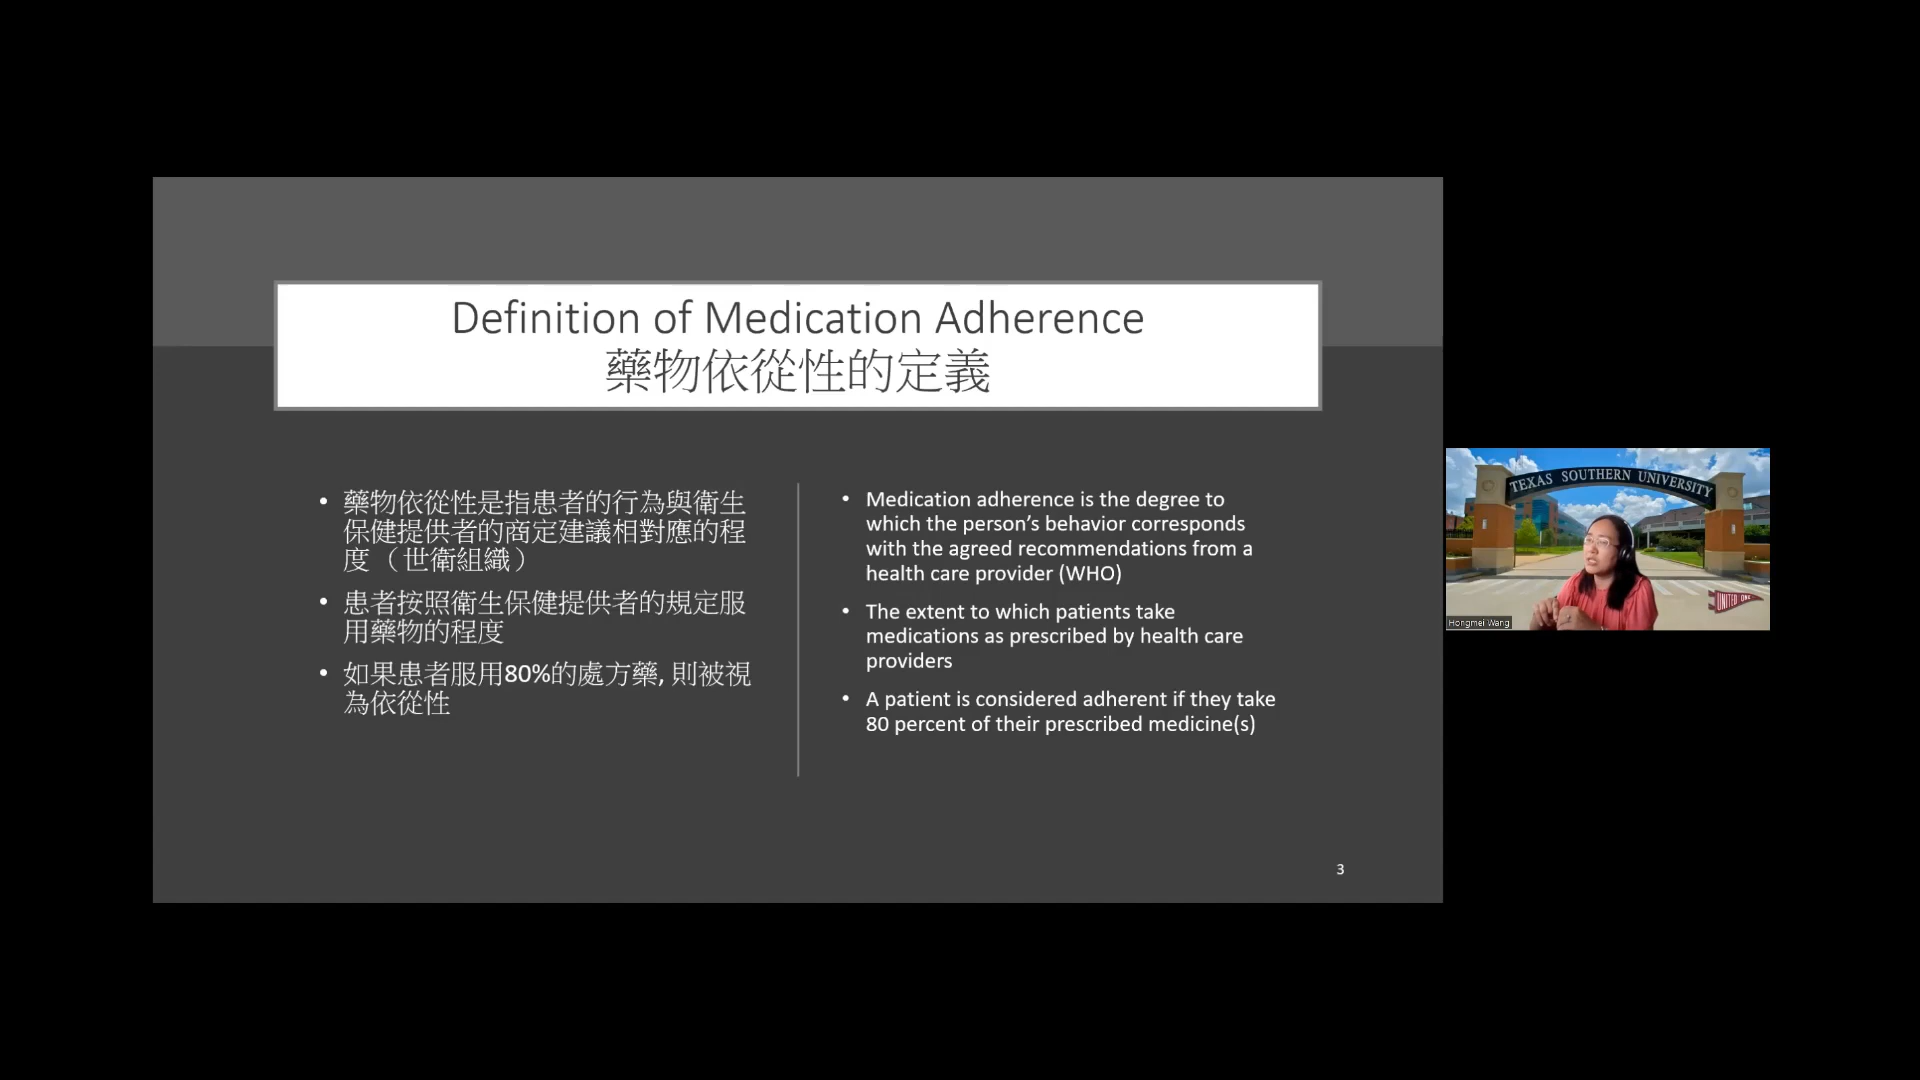 Definition of Medication Adherence
藥物依從性的定義
• 藥物依從性是指患者的行為與衛生
保健提供者的商定建議相對應的程
度 （世衛組織）
• 患者按照衛生保健提供者的規定服
用藥物的程度
• 如果患者服用80%的處方藥, 則被視
為依從性
• Medication adherence is the degree to
which the person’s behavior corresponds
with the agreed recommendations from a
health care provider (WHO)
• The extent to which patients take
medications as prescribed by health care
providers
• A patient is considered adherent if they take
80 percent of their prescribed medicine(s)
3
TEXAS SOUTHERN UNIVERSITY
UNITED ONE
Hongmei Wang